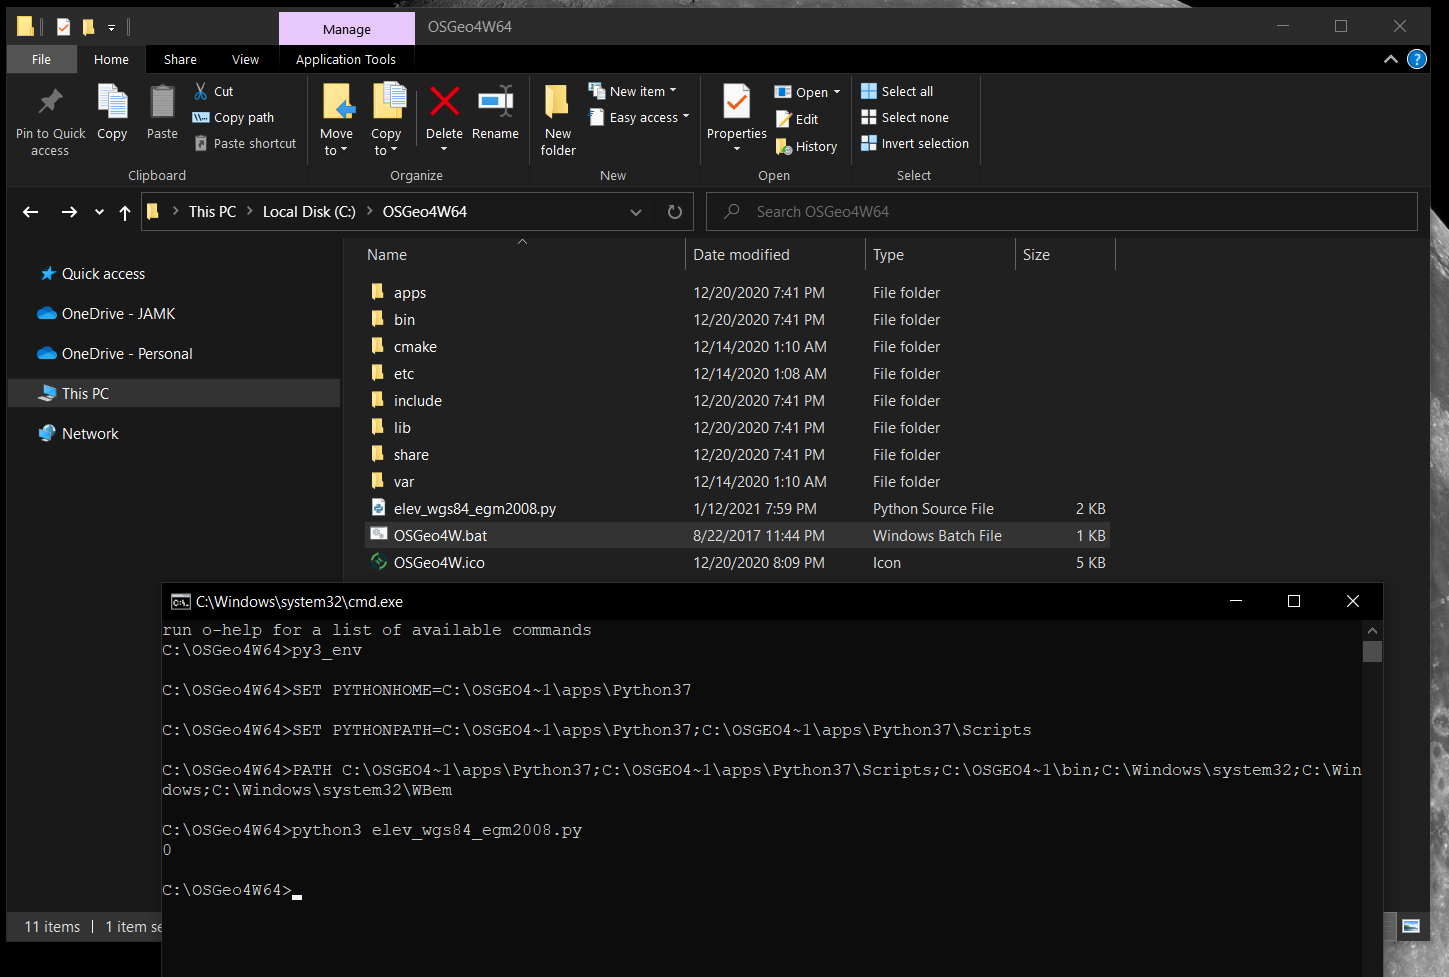 Manage
OSGeo4W64
File
Home
Share
View
Application Tools
?
Pin to Quick access
Copy
Paste
Cut
Copy path
Paste shortcut
Clipboard
Move to
Copy to
Delete
Rename
Organize
New folder
New item
Easy access
New
Properties
Open
Edit
History
Open
Select all
Select none
Invert selection
Select
This PC > Local Disk (C:) > OSGeo4W64
Search OSGeo4W64
Quick access
OneDrive - JAMK
OneDrive - Personal
This PC
Network
Name Date modified Type Size
apps 12/20/2020 7:41 PM File folder
bin 12/20/2020 7:41 PM File folder
cmake 12/14/2020 1:10 AM File folder
etc 12/14/2020 1:08 AM File folder
include 12/20/2020 7:41 PM File folder
lib 12/20/2020 7:41 PM File folder
share 12/20/2020 7:41 PM File folder
var 12/14/2020 1:10 AM File folder
elev_wgs84_egm2008.py 1/12/2021 7:59 PM Python Source File 2 KB
OSGeo4W.bat 8/22/2017 11:44 PM Windows Batch File 1 KB
OSGeo4W.ico 12/20/2020 8:09 PM Icon 5 KB
C:\Windows\system32\cmd.exe
run o-help for a list of available commands
C:\OSGeo4W64>py3_env
C:\OSGeo4W64>SET PYTHONHOME=C:\OSGEO4~1\apps\Python37
C:\OSGeo4W64>SET PYTHONPATH=C:\OSGEO4~1\apps\Python37;C:\OSGEO4~1\apps\Python37\Scripts
C:\OSGeo4W64>PATH C:\OSGEO4~1\apps\Python37;C:\OSGEO4~1\apps\Python37\Scripts;C:\OSGEO4~1\bin;C:\Windows\system32;C:\Win
dows;C:\Windows\system32\WBem
C:\OSGeo4W64>python3 elev_wgs84_egm2008.py
0
C:\OSGeo4W64>
11 items | 1 item se